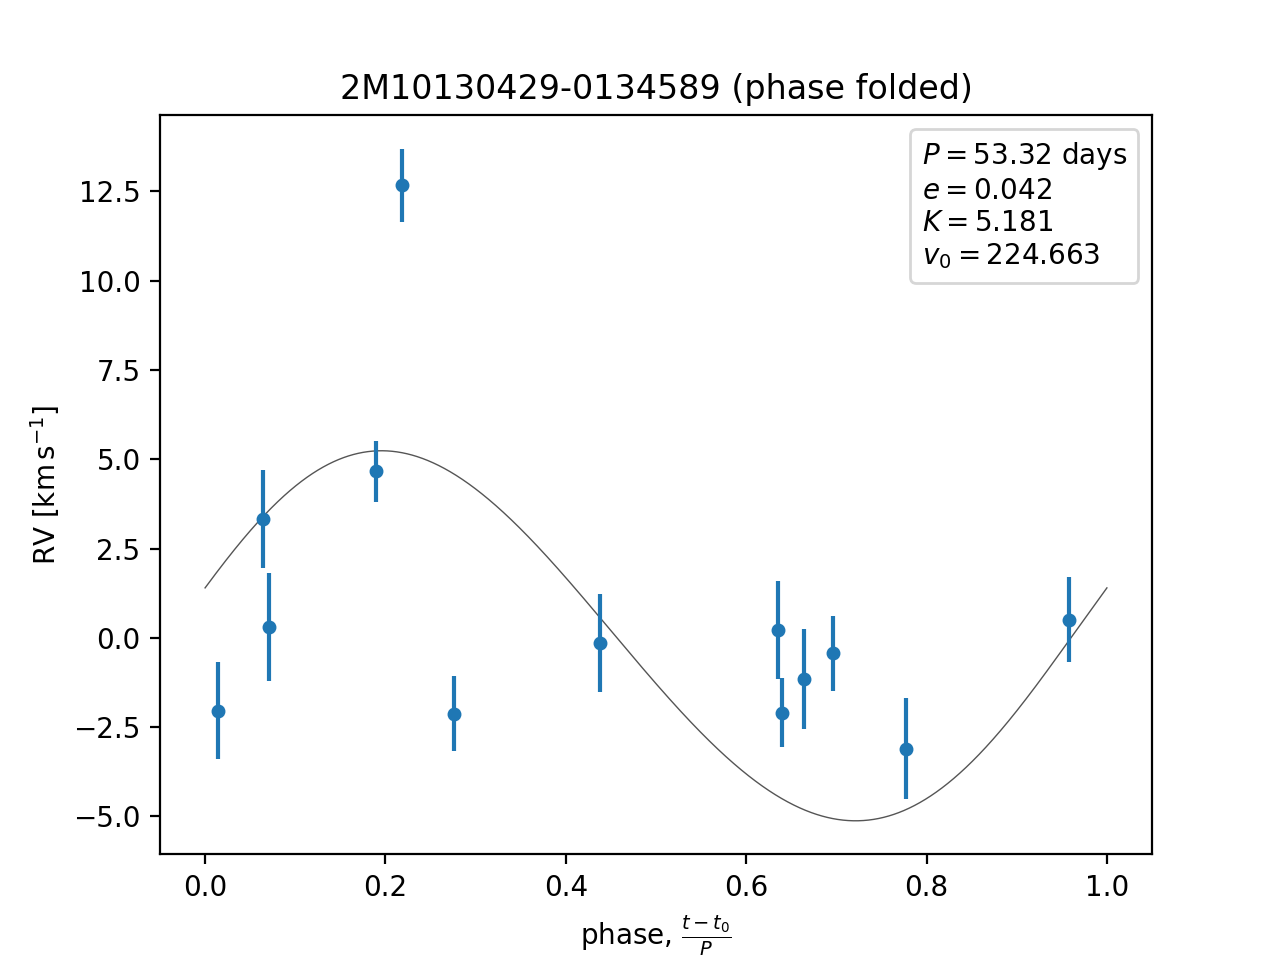 2M10130429-0134589 (phase folded)
P = 53.32 days
e = 0.042
K = 5.181
v₀ = 224.663
RV [km s⁻¹]
12.5
10.0
7.5
5.0
2.5
0.0
−2.5
−5.0
0.0 0.2 0.4 0.6 0.8 1.0
phase, (t − t₀)/P